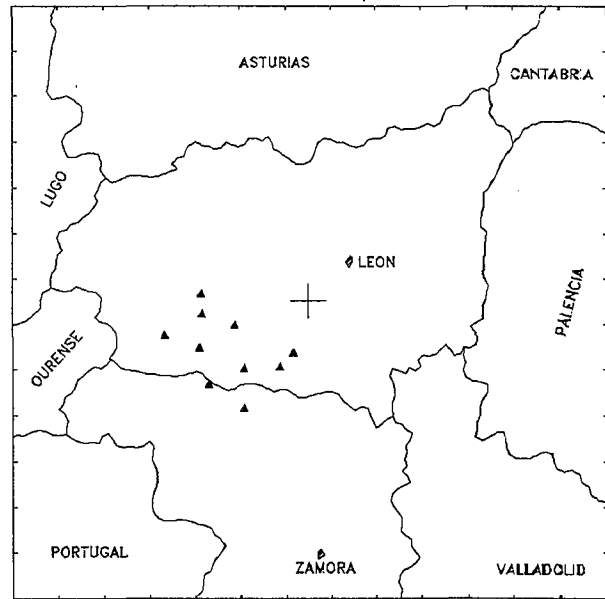 ASTURIAS
CANTABRIA
LUGO
LEON
PALENCIA
OURENSE
PORTUGAL
ZAMORA
VALLADOLID